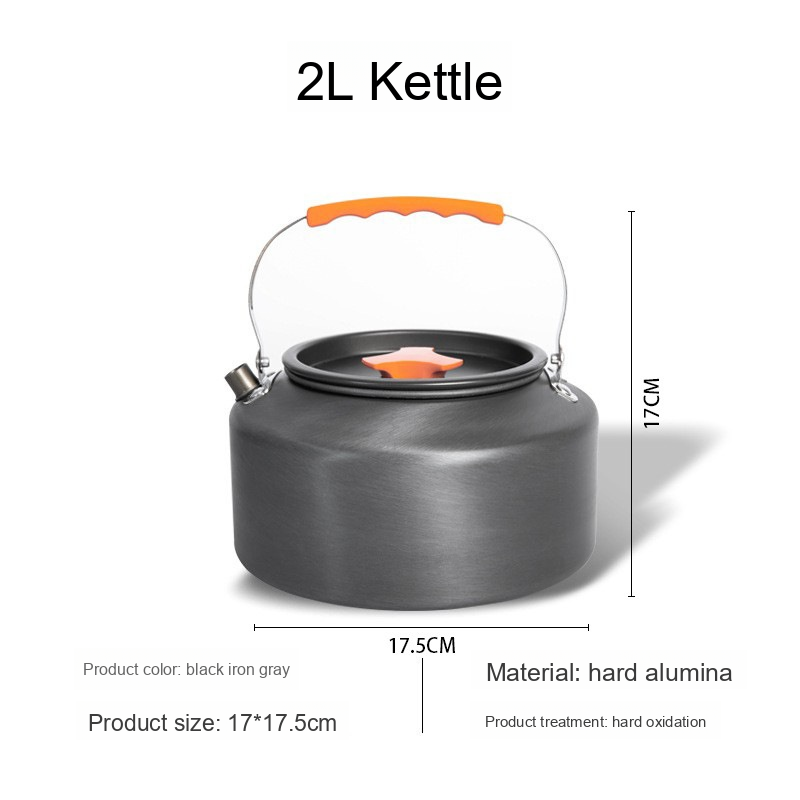 2L Kettle
17CM
17.5CM
Product color: black iron gray
Material: hard alumina
Product size: 17*17.5cm
Product treatment: hard oxidation